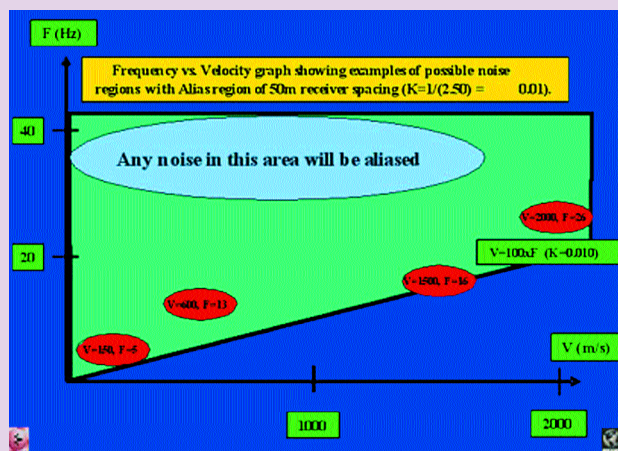 F (Hz)
Frequency vs. Velocity graph showing examples of possible noise
regions with Alias region of 50m receiver spacing (K=1/(2.50) = 0.01).
40
Any noise in this area will be aliased
V=2000, F=26
20
V=100xF (K=0.010)
V=1500, F=16
V=600, F=13
V=150, F=5
V (m/s)
1000
2000